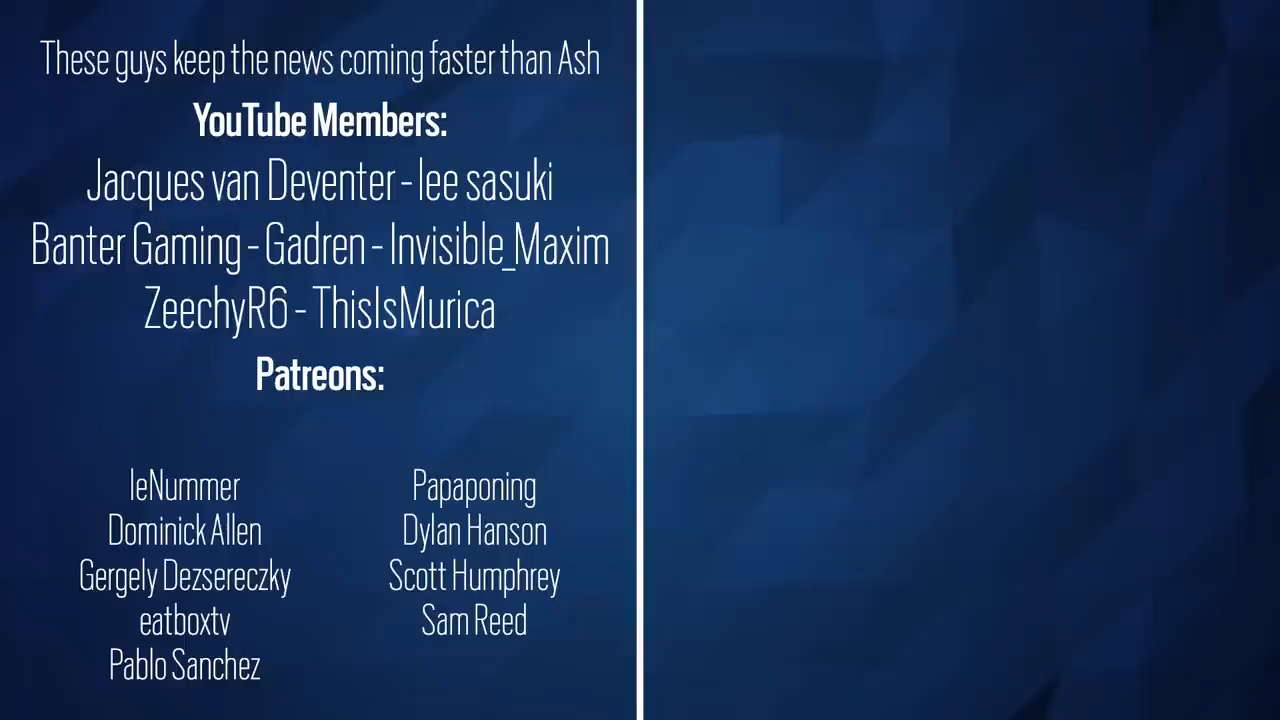 These guys keep the news coming faster than Ash
YouTube Members:
Jacques van Deventer - lee sasuki
Banter Gaming - Gadren - Invisible_Maxim
ZeechyR6 - ThisIsMurica
Patreons:
leNummer
Dominick Allen
Gergely Dezsereczky
eatboxtv
Pablo Sanchez
Papaponing
Dylan Hanson
Scott Humphrey
Sam Reed